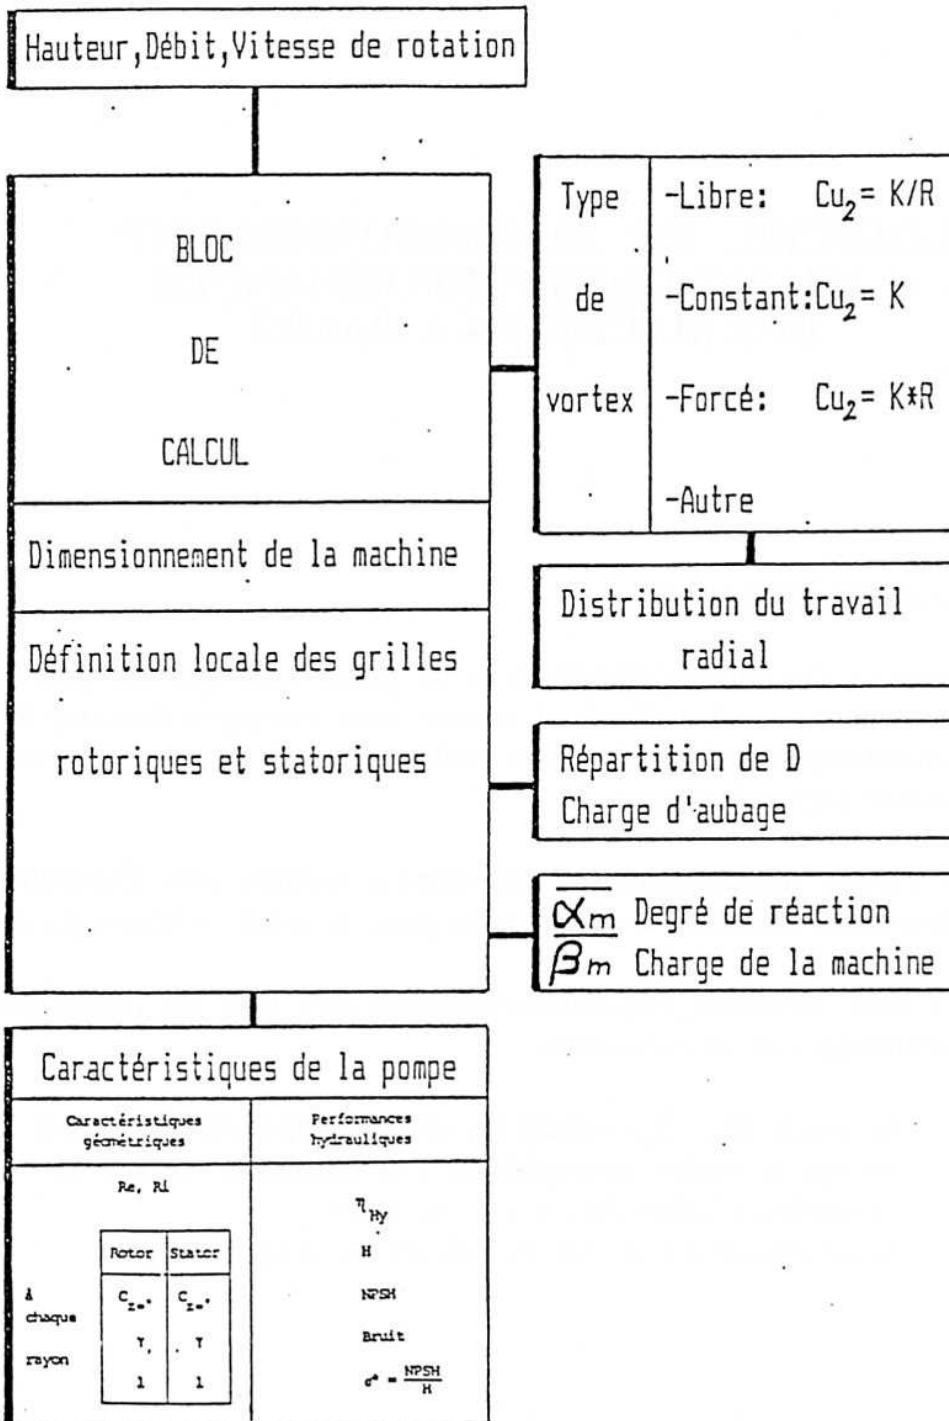 Hauteur,Débit,Vitesse de rotation
BLOC
DE
CALCUL
Dimensionnement de la machine
Définition locale des grilles
rotoriques et statoriques
Type
de
vortex
-Libre: Cu₂= K/R
-Constant:Cu₂= K
-Forcé: Cu₂= K*R
-Autre
Distribution du travail
radial
Répartition de D
Charge d'aubage
αm Degré de réaction
βm Charge de la machine
Caractéristiques de la pompe
Caractéristiques
géométriques
Performances
hydrauliques
Re, Ri
à
chaque
rayon
Rotor Stator
γ, γ
l l
η Hy
H
NPSH
Bruit
σ* = NPSH/H